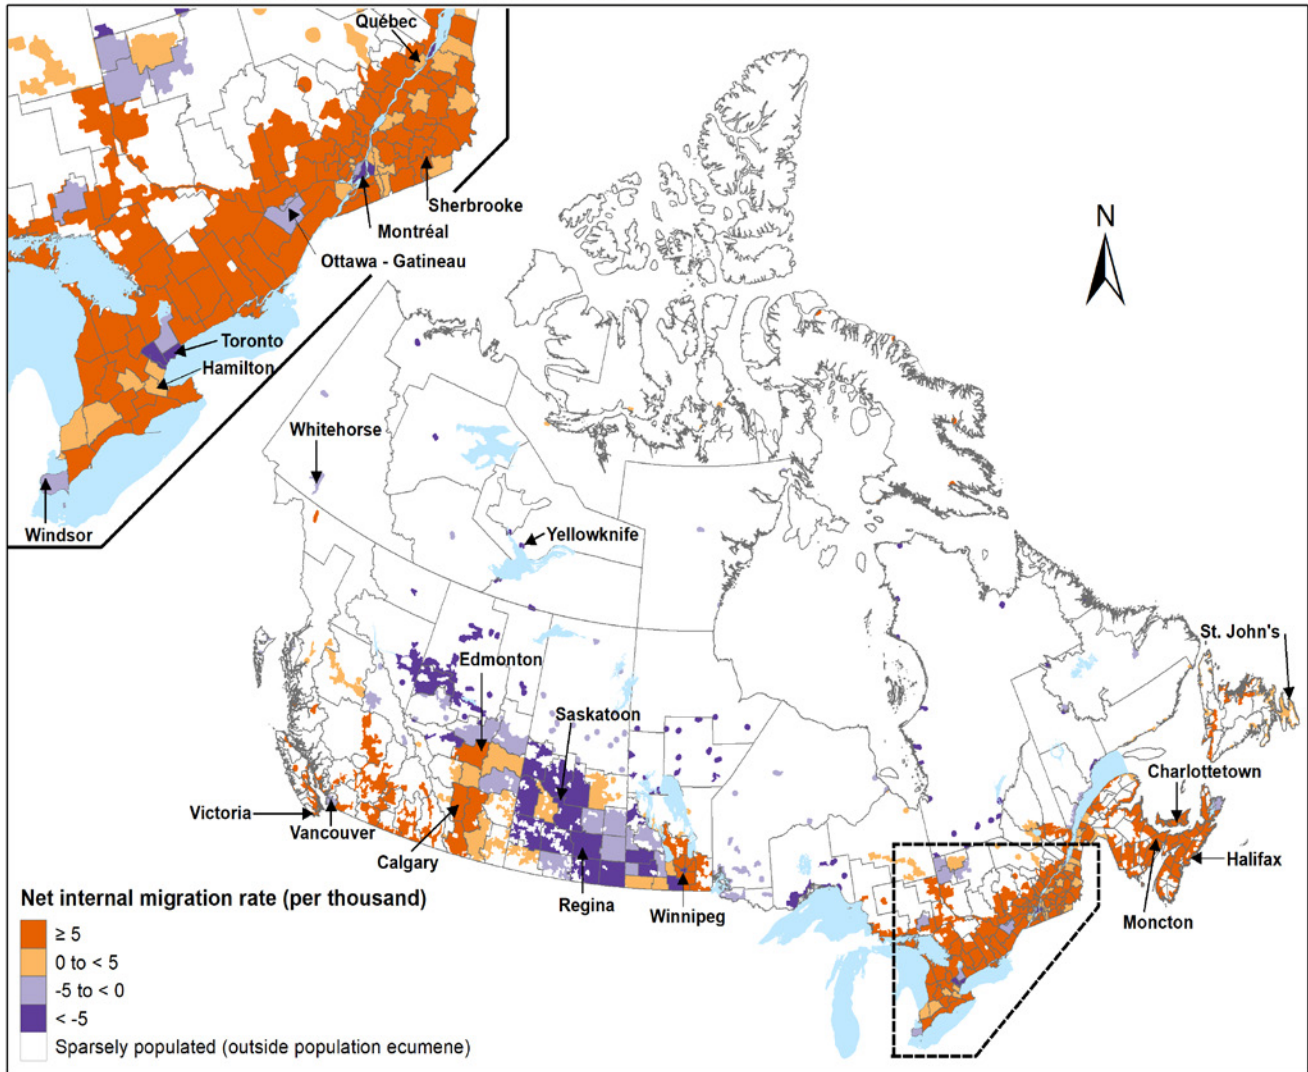 Québec
Sherbrooke
Montréal
Ottawa - Gatineau
Toronto
Hamilton
Windsor
N
Whitehorse
Yellowknife
St. John's
Edmonton
Saskatoon
Charlottetown
Victoria
Vancouver
Calgary
Halifax
Regina
Winnipeg
Moncton
Net internal migration rate (per thousand)
≥ 5
0 to < 5
-5 to < 0
< -5
Sparsely populated (outside population ecumene)